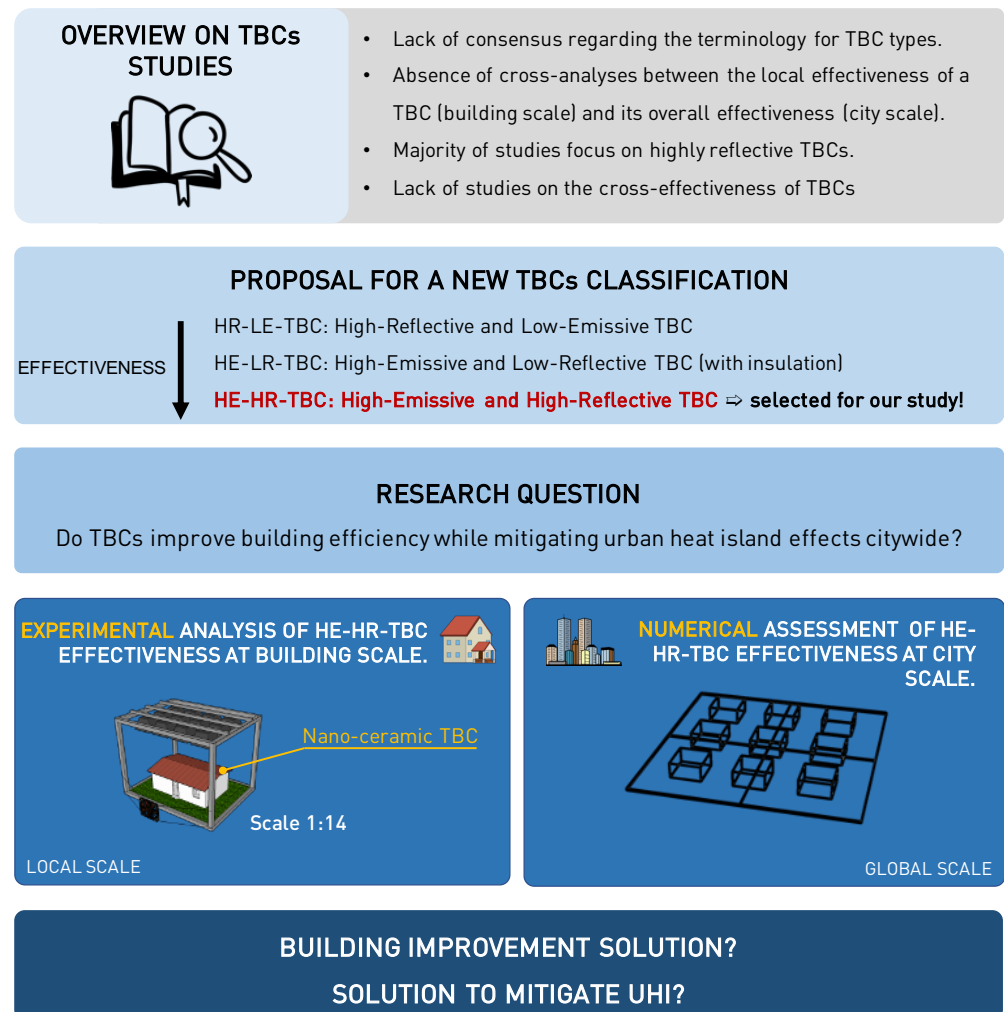 OVERVIEW ON TBCs
STUDIES
• Lack of consensus regarding the terminology for TBC types.
• Absence of cross-analyses between the local effectiveness of a
TBC (building scale) and its overall effectiveness (city scale).
• Majority of studies focus on highly reflective TBCs.
• Lack of studies on the cross-effectiveness of TBCs
PROPOSAL FOR A NEW TBCs CLASSIFICATION
EFFECTIVENESS
HR-LE-TBC: High-Reflective and Low-Emissive TBC
HE-LR-TBC: High-Emissive and Low-Reflective TBC (with insulation)
HE-HR-TBC: High-Emissive and High-Reflective TBC ⇨ selected for our study!
RESEARCH QUESTION
Do TBCs improve building efficiency while mitigating urban heat island effects citywide?
EXPERIMENTAL ANALYSIS OF HE-HR-TBC
EFFECTIVENESS AT BUILDING SCALE.
Nano-ceramic TBC
Scale 1:14
LOCAL SCALE
NUMERICAL ASSESSMENT OF HE-
HR-TBC EFFECTIVENESS AT CITY
SCALE.
GLOBAL SCALE
BUILDING IMPROVEMENT SOLUTION?
SOLUTION TO MITIGATE UHI?